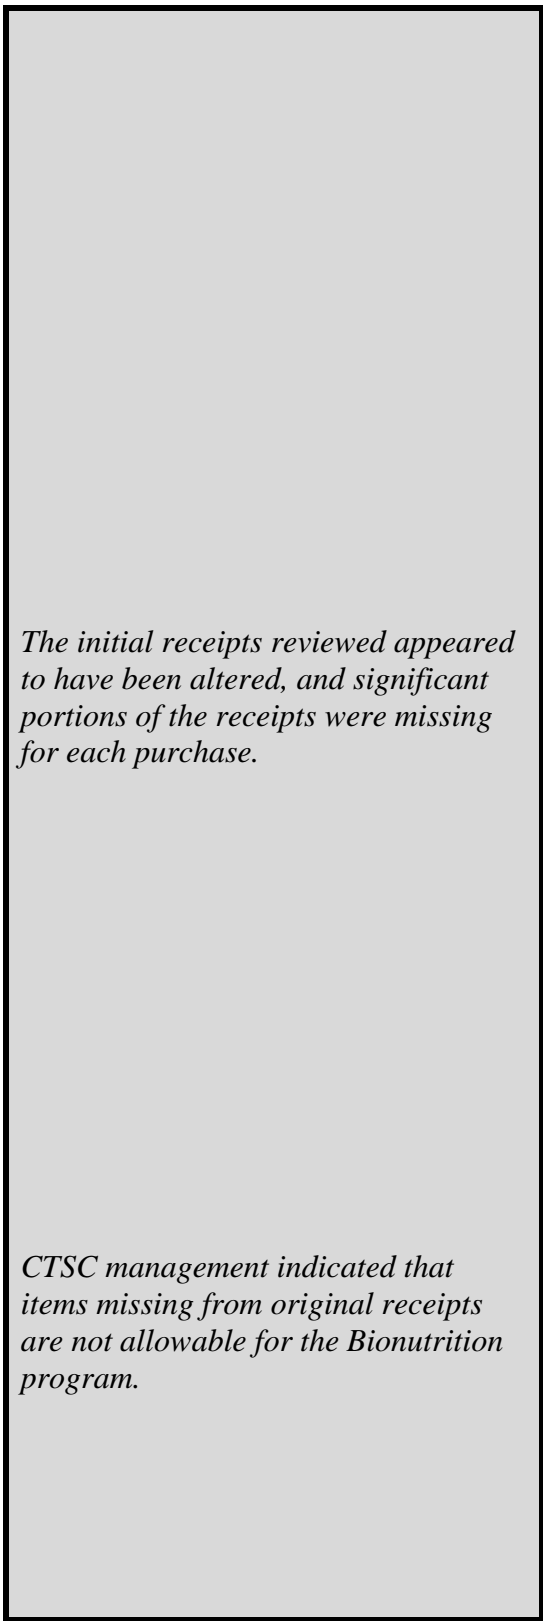 The initial receipts reviewed appeared
to have been altered, and significant
portions of the receipts were missing
for each purchase.
CTSC management indicated that
items missing from original receipts
are not allowable for the Bionutrition
program.